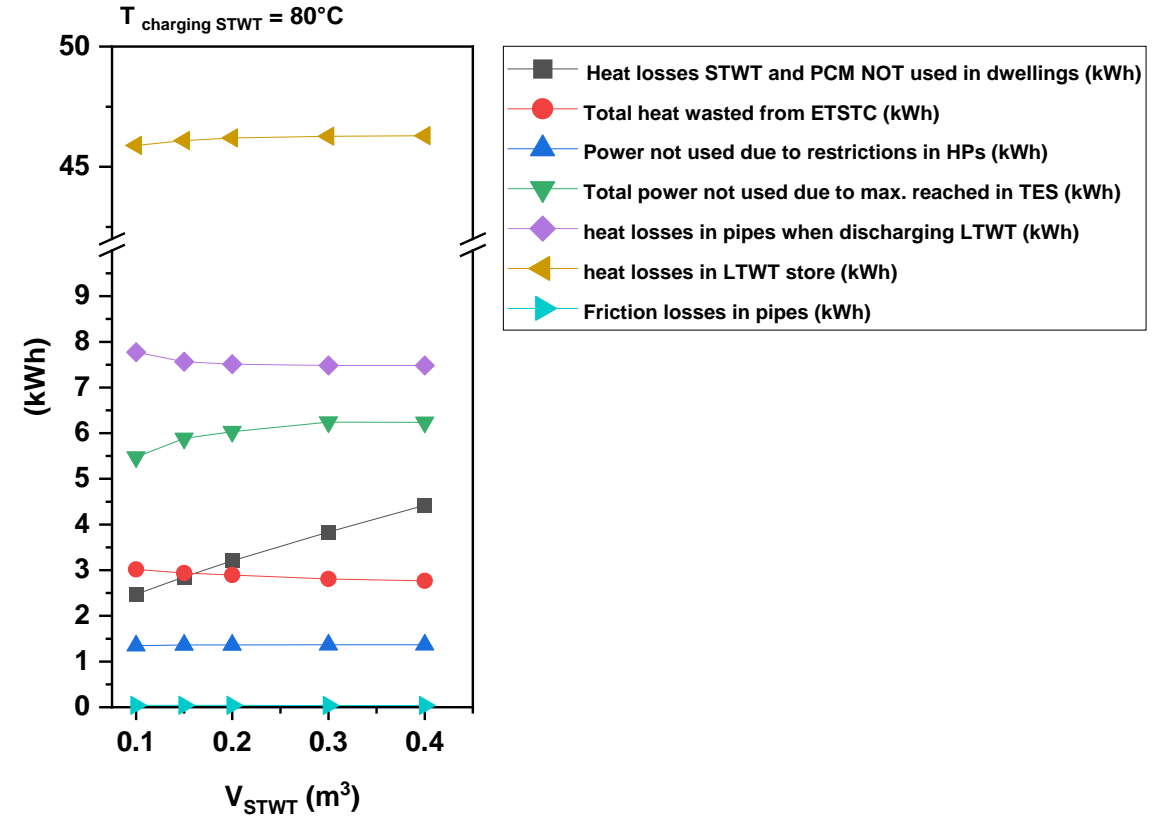 T charging STWT = 80°C
50
45
9
8
7
6
5
4
3
2
1
0
(kWh)
0.1 0.2 0.3 0.4
V_STWT (m³)
Heat losses STWT and PCM NOT used in dwellings (kWh)
Total heat wasted from ETSTC (kWh)
Power not used due to restrictions in HPs (kWh)
Total power not used due to max. reached in TES (kWh)
heat losses in pipes when discharging LTWT (kWh)
heat losses in LTWT store (kWh)
Friction losses in pipes (kWh)